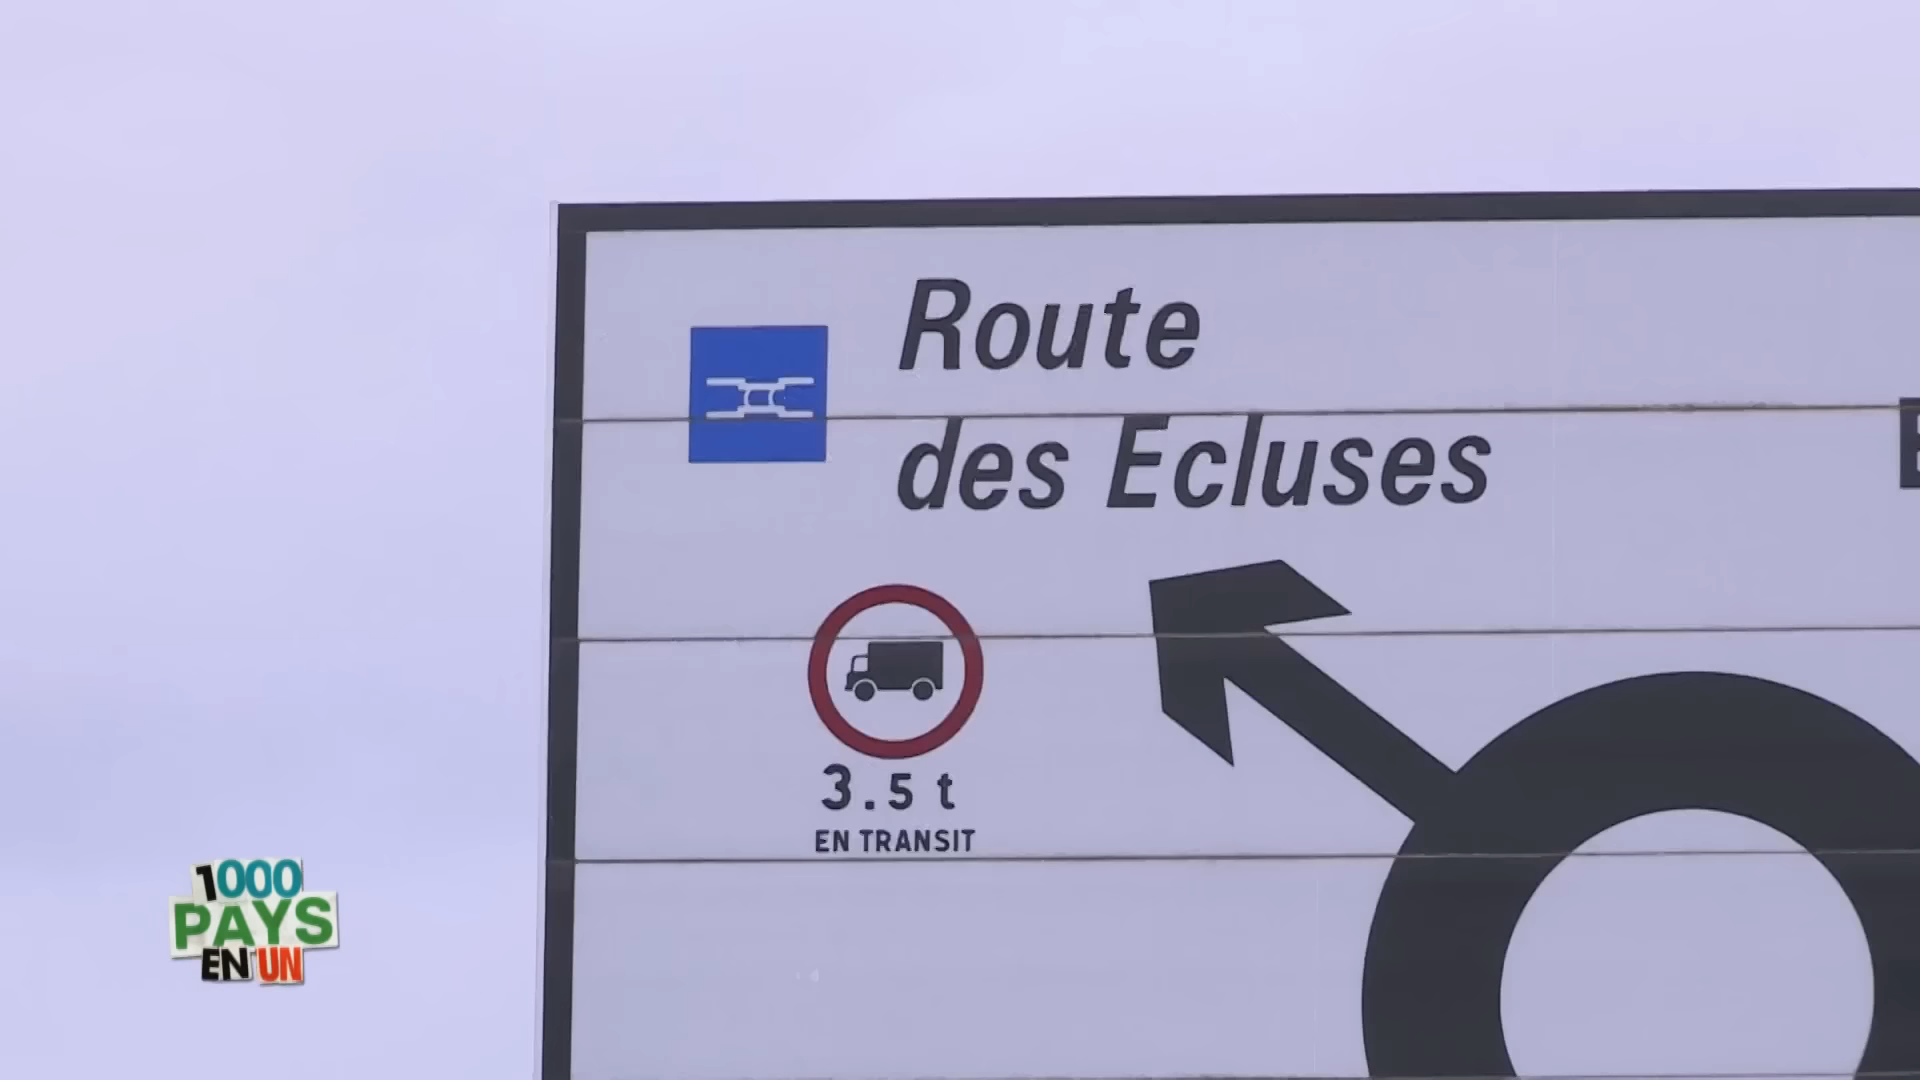 Route
des Ecluses
3.5 t
EN TRANSIT
1000
PAYS
EN UN